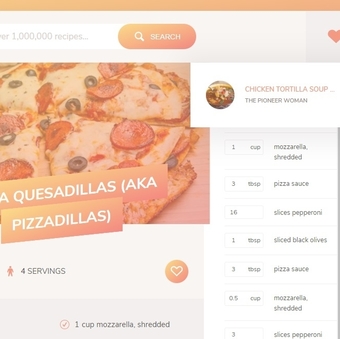 ver 1,000,000 recipes...
SEARCH
CHICKEN TORTILLA SOUP ...
THE PIONEER WOMAN
A QUESADILLAS (AKA
PIZZADILLAS)
4 SERVINGS
1 cup mozzarella, shredded
1 cup mozzarella,
shredded
3 tbsp pizza sauce
16 slices pepperoni
1 tbsp sliced black olives
3 tbsp pizza sauce
0.5 cup mozzarella,
shredded
3 slices pepperoni